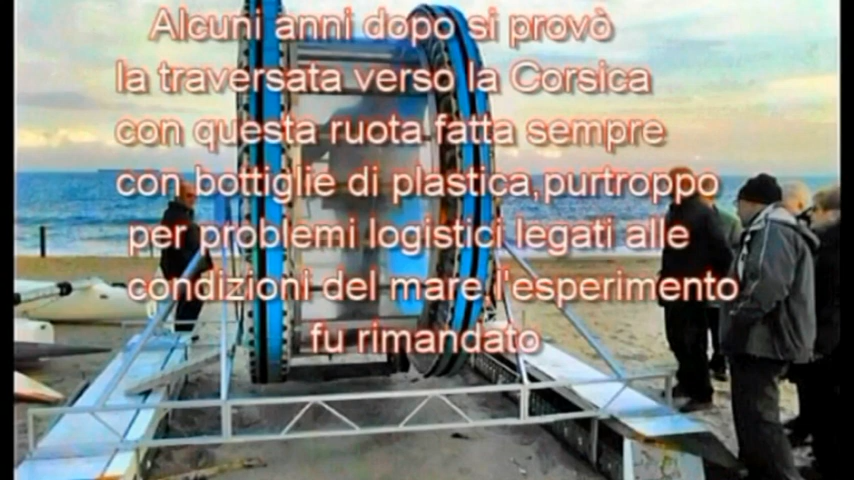 Alcuni anni dopo si provò
la traversata verso la Corsica
con questa ruota fatta sempre
con bottiglie di plastica,purtroppo
per problemi logistici legati alle
condizioni del mare,l'esperimento
fu rimandato